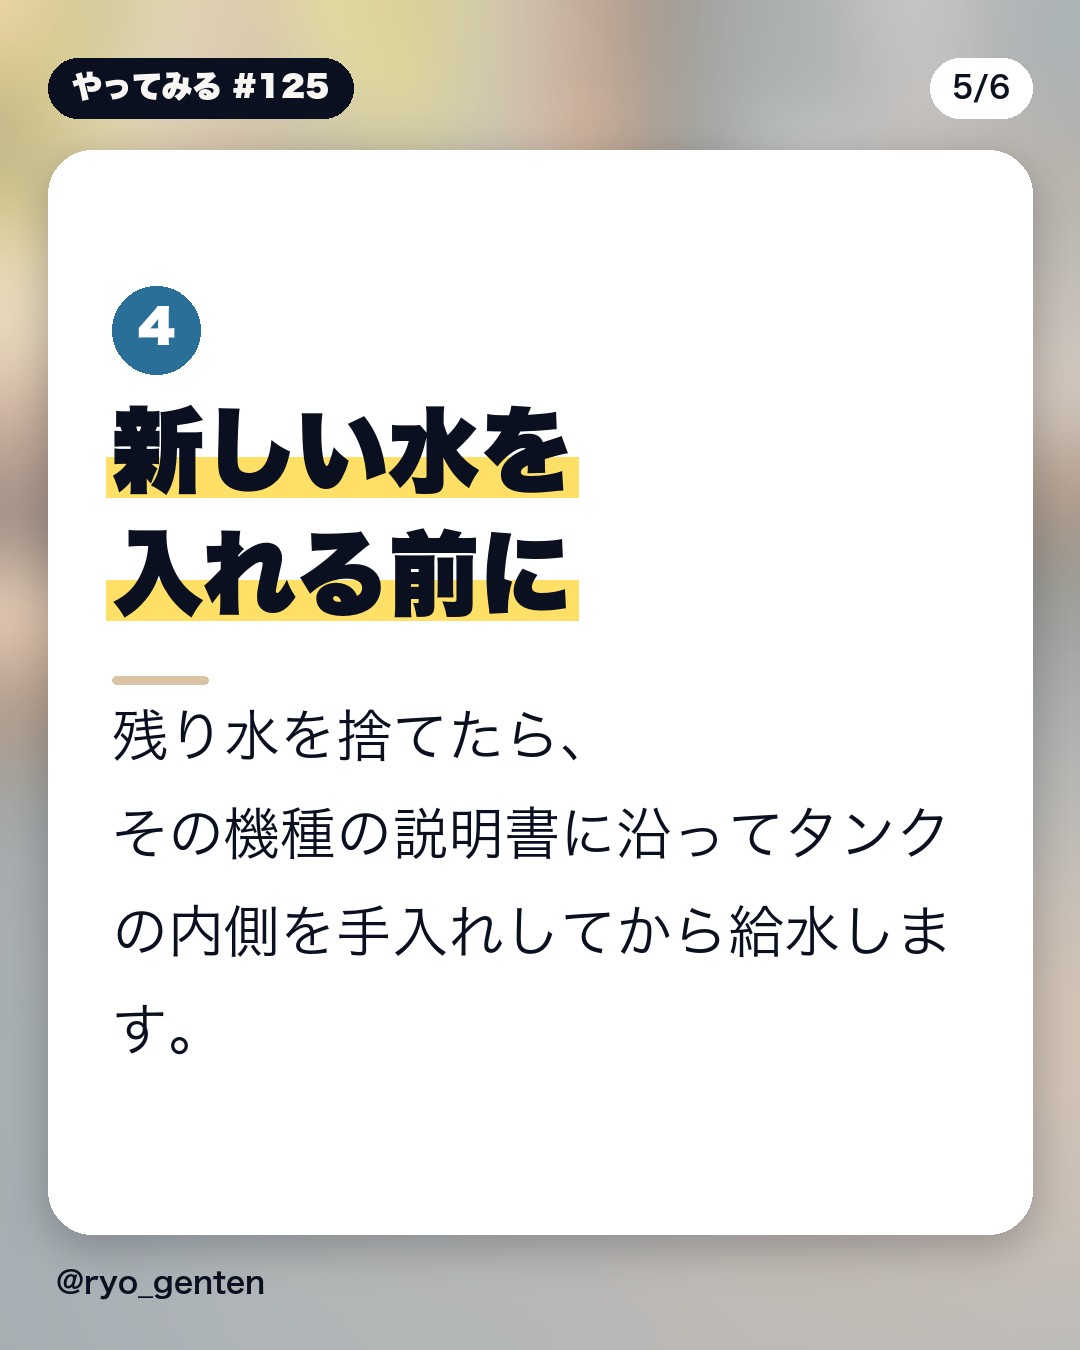 やってみる #125
5/6
4
新しい水を
入れる前に
残り水を捨てたら、
その機種の説明書に沿ってタンク
の内側を手入れしてから給水しま
す。
@ryo_genten